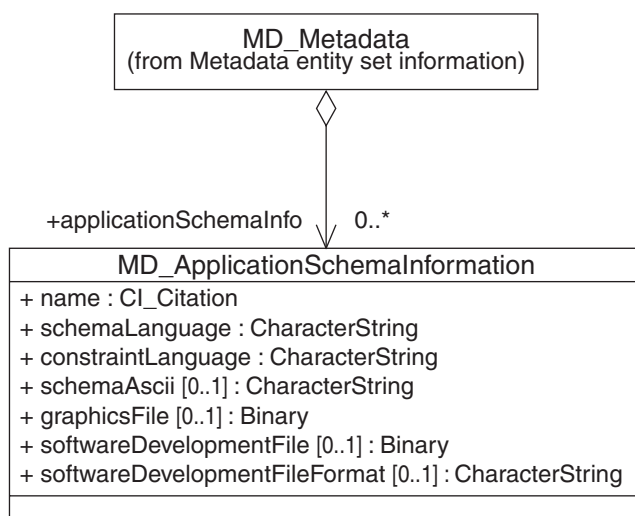 MD_Metadata
(from Metadata entity set information)
+applicationSchemaInfo 0..*
MD_ApplicationSchemaInformation
+ name : CI_Citation
+ schemaLanguage : CharacterString
+ constraintLanguage : CharacterString
+ schemaAscii [0..1] : CharacterString
+ graphicsFile [0..1] : Binary
+ softwareDevelopmentFile [0..1] : Binary
+ softwareDevelopmentFileFormat [0..1] : CharacterString